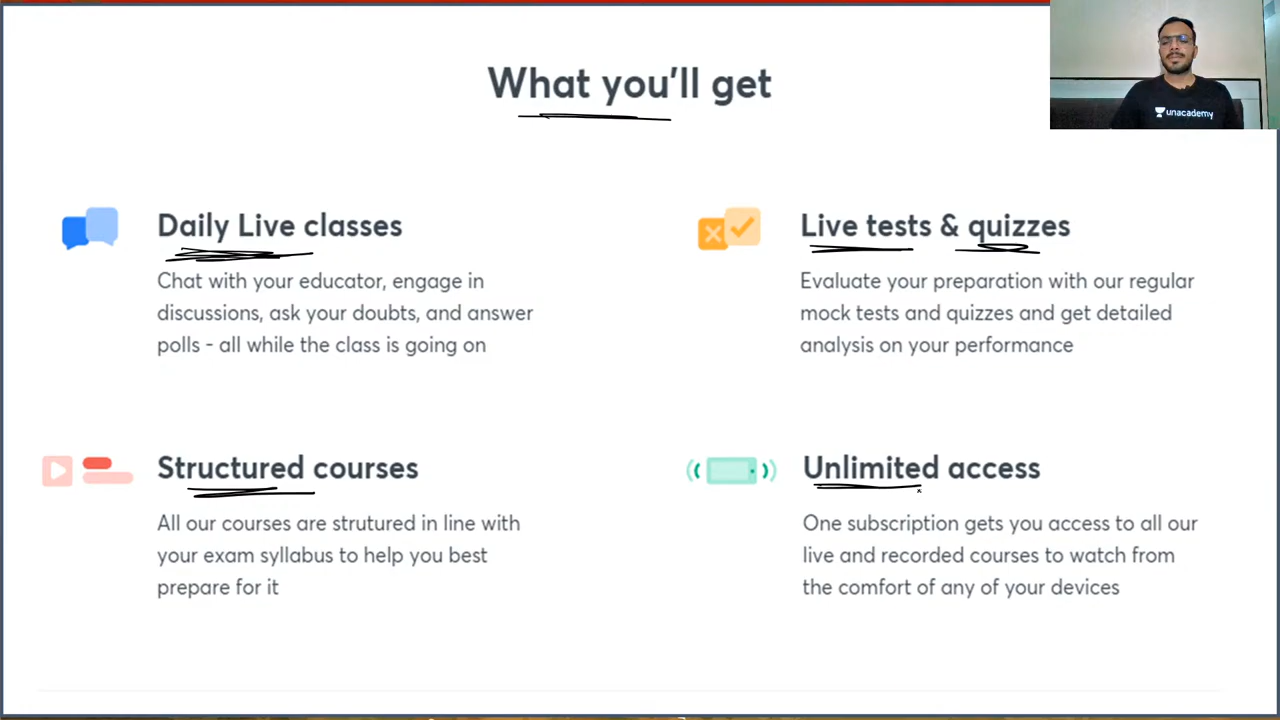 What you'll get
unacademy
Daily Live classes
Chat with your educator, engage in
discussions, ask your doubts, and answer
polls - all while the class is going on
Live tests & quizzes
Evaluate your preparation with our regular
mock tests and quizzes and get detailed
analysis on your performance
Structured courses
All our courses are strutured in line with
your exam syllabus to help you best
prepare for it
Unlimited access
One subscription gets you access to all our
live and recorded courses to watch from
the comfort of any of your devices